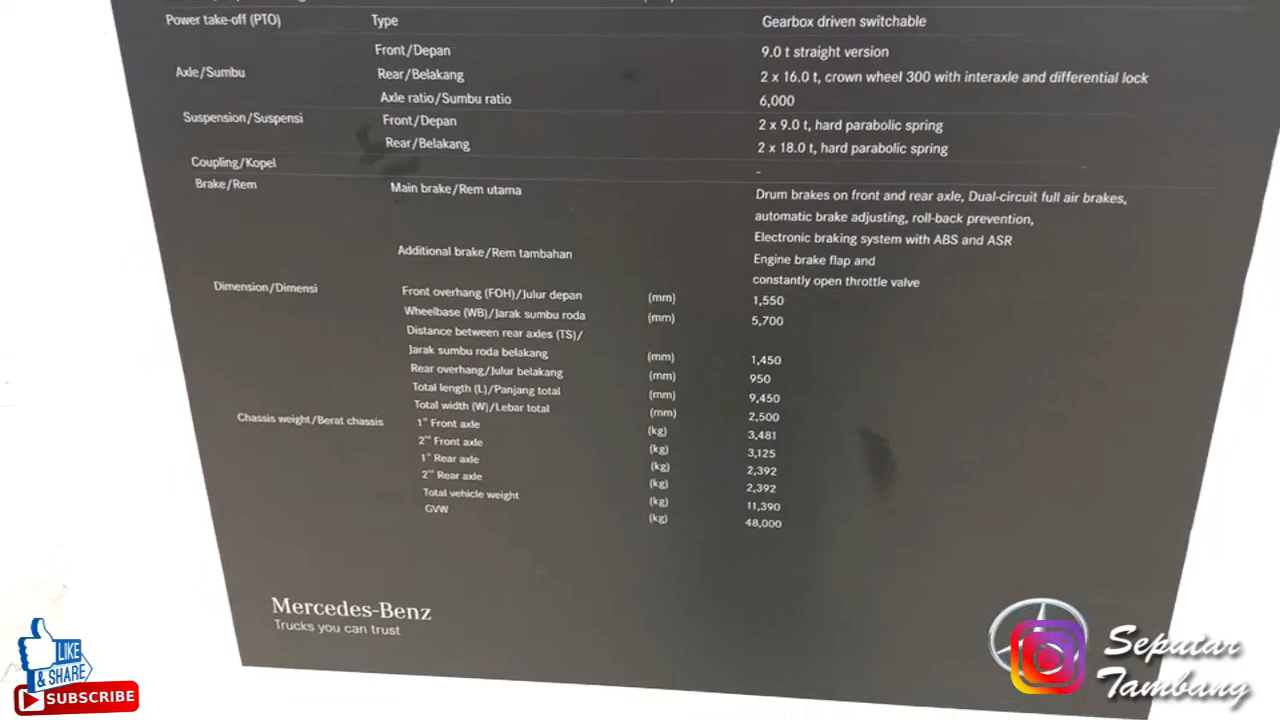 Power take-off (PTO) Type Gearbox driven switchable
Front/Depan 9.0 t straight version
Axle/Sumbu Rear/Belakang 2 x 16.0 t, crown wheel 300 with interaxle and differential lock
Axle ratio/Sumbu ratio 6,000
Suspension/Suspensi Front/Depan 2 x 9.0 t, hard parabolic spring
Rear/Belakang 2 x 18.0 t, hard parabolic spring
Coupling/Kopel -
Brake/Rem Main brake/Rem utama Drum brakes on front and rear axle, Dual-circuit full air brakes,
automatic brake adjusting, roll-back prevention,
Electronic braking system with ABS and ASR
Additional brake/Rem tambahan Engine brake flap and
constantly open throttle valve
Dimension/Dimensi Front overhang (FOH)/Julur depan (mm) 1,550
Wheelbase (WB)/Jarak sumbu roda (mm) 5,700
Distance between rear axles (TS)/
Jarak sumbu roda belakang (mm) 1,450
Rear overhang/Julur belakang (mm) 950
Total length (L)/Panjang total (mm) 9,450
Total width (W)/Lebar total (mm) 2,500
Chassis weight/Berat chassis 1st Front axle (kg) 3,481
2nd Front axle (kg) 3,125
1st Rear axle (kg) 2,392
2nd Rear axle (kg) 2,392
Total vehicle weight (kg) 11,390
GVW (kg) 48,000
Mercedes-Benz
Trucks you can trust
LIKE
& SHARE
SUBSCRIBE
Seputar
Tambang